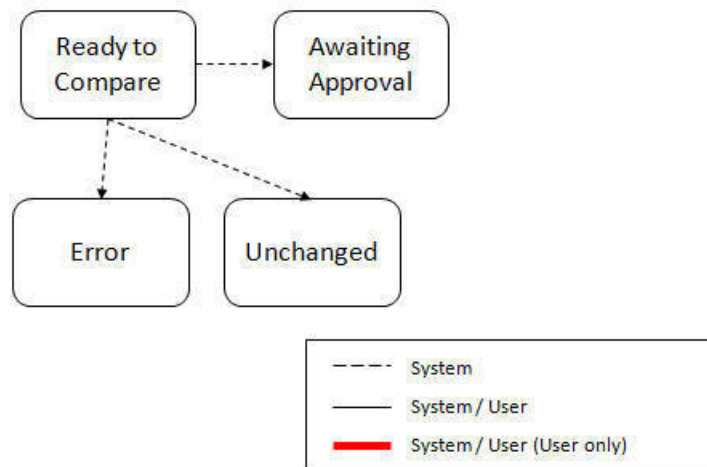 Ready to
Compare
Awaiting
Approval
Error
Unchanged
System
System / User
System / User (User only)